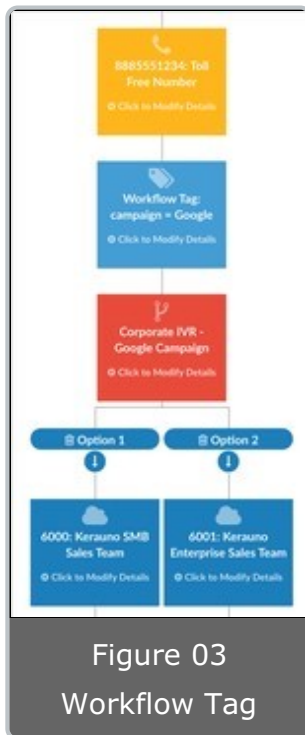 8885551234: Toll
Free Number
Click to Modify Details
Workflow Tag:
campaign = Google
Click to Modify Details
Corporate IVR -
Google Campaign
Click to Modify Details
Option 1
Option 2
6000: Kerauno SMB
Sales Team
Click to Modify Details
6001: Kerauno
Enterprise Sales Team
Click to Modify Details
Figure 03
Workflow Tag